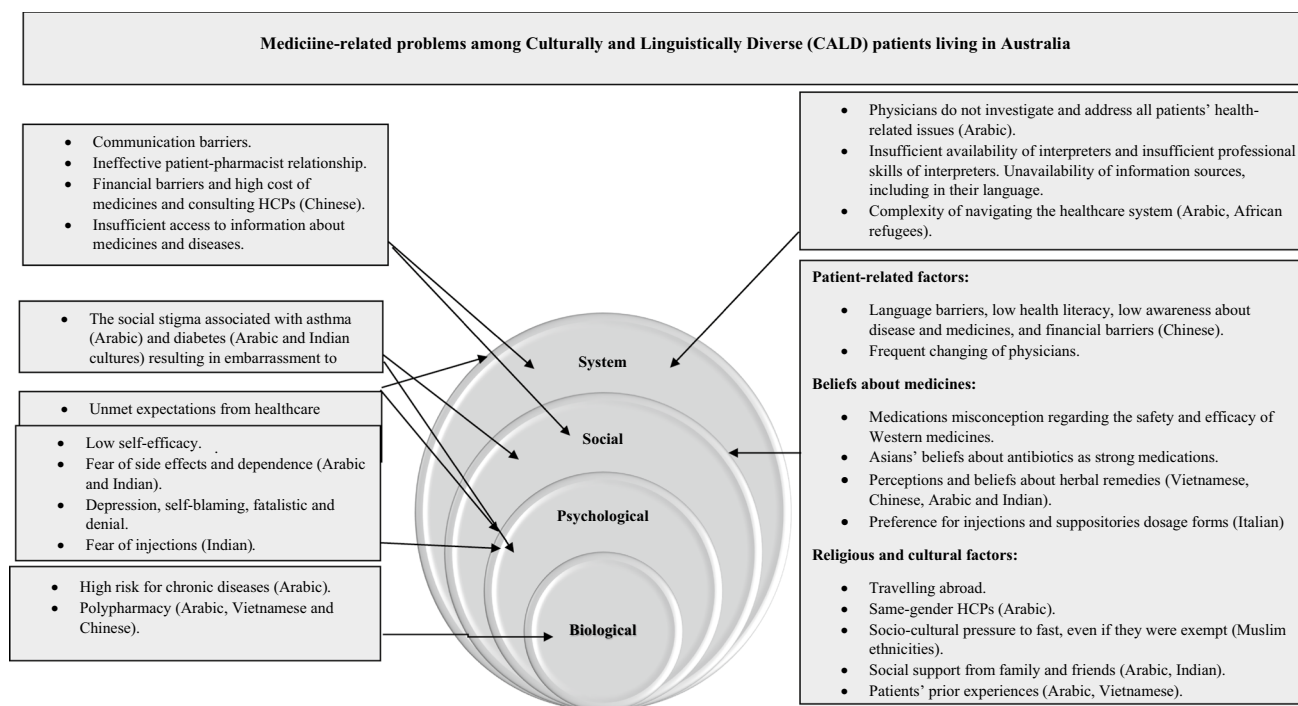 Mediciine-related problems among Culturally and Linguistically Diverse (CALD) patients living in Australia
• Communication barriers.
• Ineffective patient-pharmacist relationship.
• Financial barriers and high cost of
medicines and consulting HCPs (Chinese).
• Insufficient access to information about
medicines and diseases.
• The social stigma associated with asthma
(Arabic) and diabetes (Arabic and Indian
cultures) resulting in embarrassment to
• Unmet expectations from healthcare
• Low self-efficacy. .
• Fear of side effects and dependence (Arabic
and Indian).
• Depression, self-blaming, fatalistic and
denial.
• Fear of injections (Indian).
• High risk for chronic diseases (Arabic).
• Polypharmacy (Arabic, Vietnamese and
Chinese).
System
Social
Psychological
Biological
• Physicians do not investigate and address all patients’ health-
related issues (Arabic).
• Insufficient availability of interpreters and insufficient professional
skills of interpreters. Unavailability of information sources,
including in their language.
• Complexity of navigating the healthcare system (Arabic, African
refugees).
Patient-related factors:
• Language barriers, low health literacy, low awareness about
disease and medicines, and financial barriers (Chinese).
• Frequent changing of physicians.
Beliefs about medicines:
• Medications misconception regarding the safety and efficacy of
Western medicines.
• Asians’ beliefs about antibiotics as strong medications.
• Perceptions and beliefs about herbal remedies (Vietnamese,
Chinese, Arabic and Indian).
• Preference for injections and suppositories dosage forms (Italian)
Religious and cultural factors:
• Travelling abroad.
• Same-gender HCPs (Arabic).
• Socio-cultural pressure to fast, even if they were exempt (Muslim
ethnicities).
• Social support from family and friends (Arabic, Indian).
• Patients’ prior experiences (Arabic, Vietnamese).